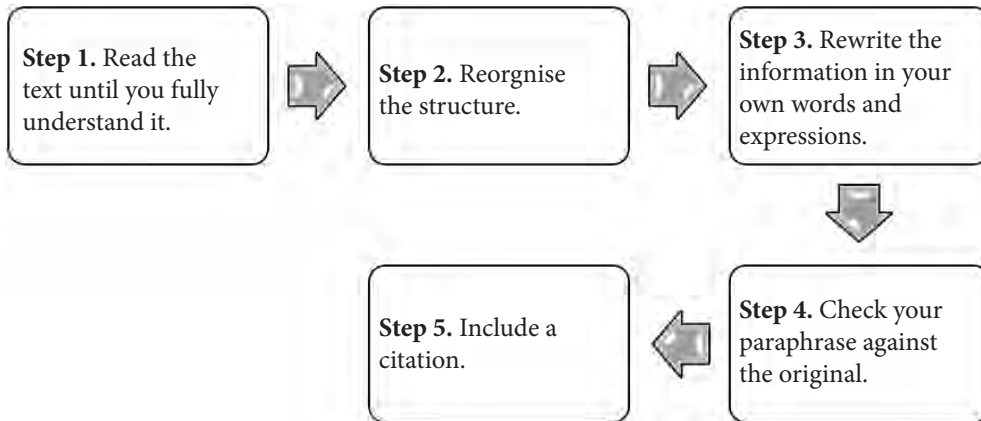 Step 1. Read the
text until you fully
understand it.
Step 2. Reorgnise
the structure.
Step 3. Rewrite the
information in your
own words and
expressions.
Step 4. Check your
paraphrase against
the original.
Step 5. Include a
citation.